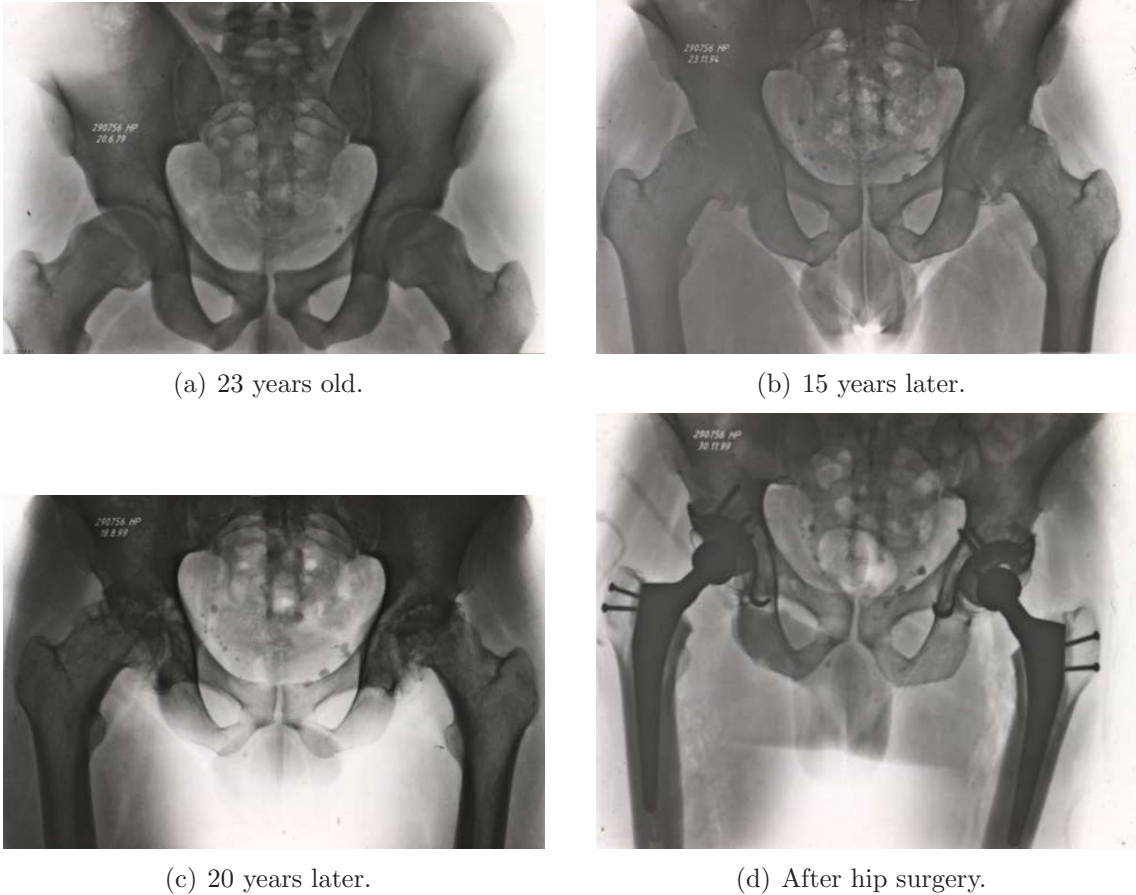 290756 HP
20.6.79
(a) 23 years old.
290756 HP
23.11.94
(b) 15 years later.
290756 HP
18.8.99
(c) 20 years later.
290756 HP
30.11.99
(d) After hip surgery.